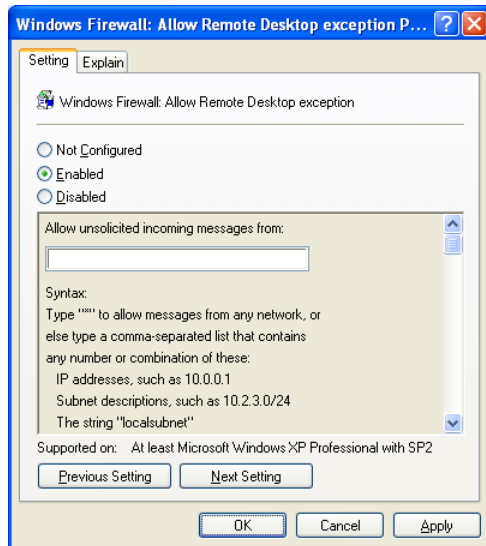 Windows Firewall: Allow Remote Desktop exception P...
Setting
Explain
Windows Firewall: Allow Remote Desktop exception
Not Configured
Enabled
Disabled
Allow unsolicited incoming messages from:
Syntax:
Type "*" to allow messages from any network, or
else type a comma-separated list that contains
any number or combination of these:
IP addresses, such as 10.0.0.1
Subnet descriptions, such as 10.2.3.0/24
The string "localsubnet"
Supported on: At least Microsoft Windows XP Professional with SP2
Previous Setting
Next Setting
OK
Cancel
Apply